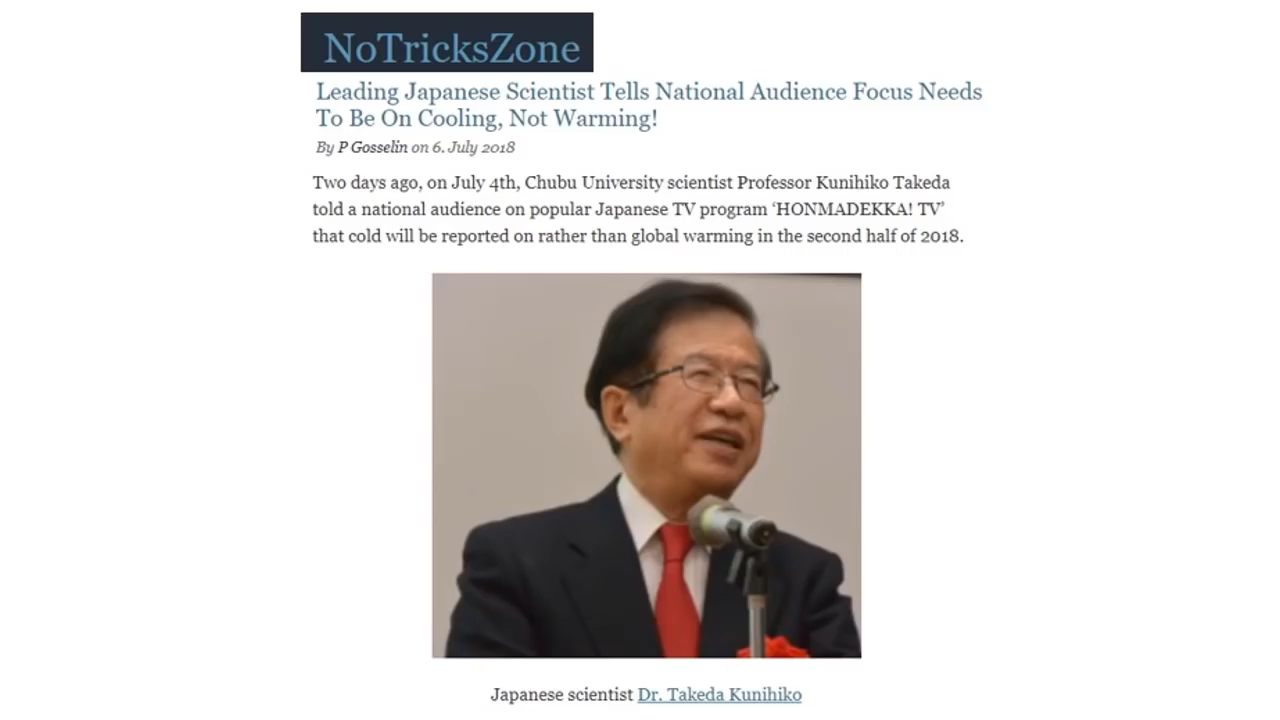 NoTricksZone
Leading Japanese Scientist Tells National Audience Focus Needs
To Be On Cooling, Not Warming!
By P Gosselin on 6. July 2018
Two days ago, on July 4th, Chubu University scientist Professor Kunihiko Takeda
told a national audience on popular Japanese TV program ‘HONMADEKKA! TV’
that cold will be reported on rather than global warming in the second half of 2018.
Japanese scientist Dr. Takeda Kunihiko